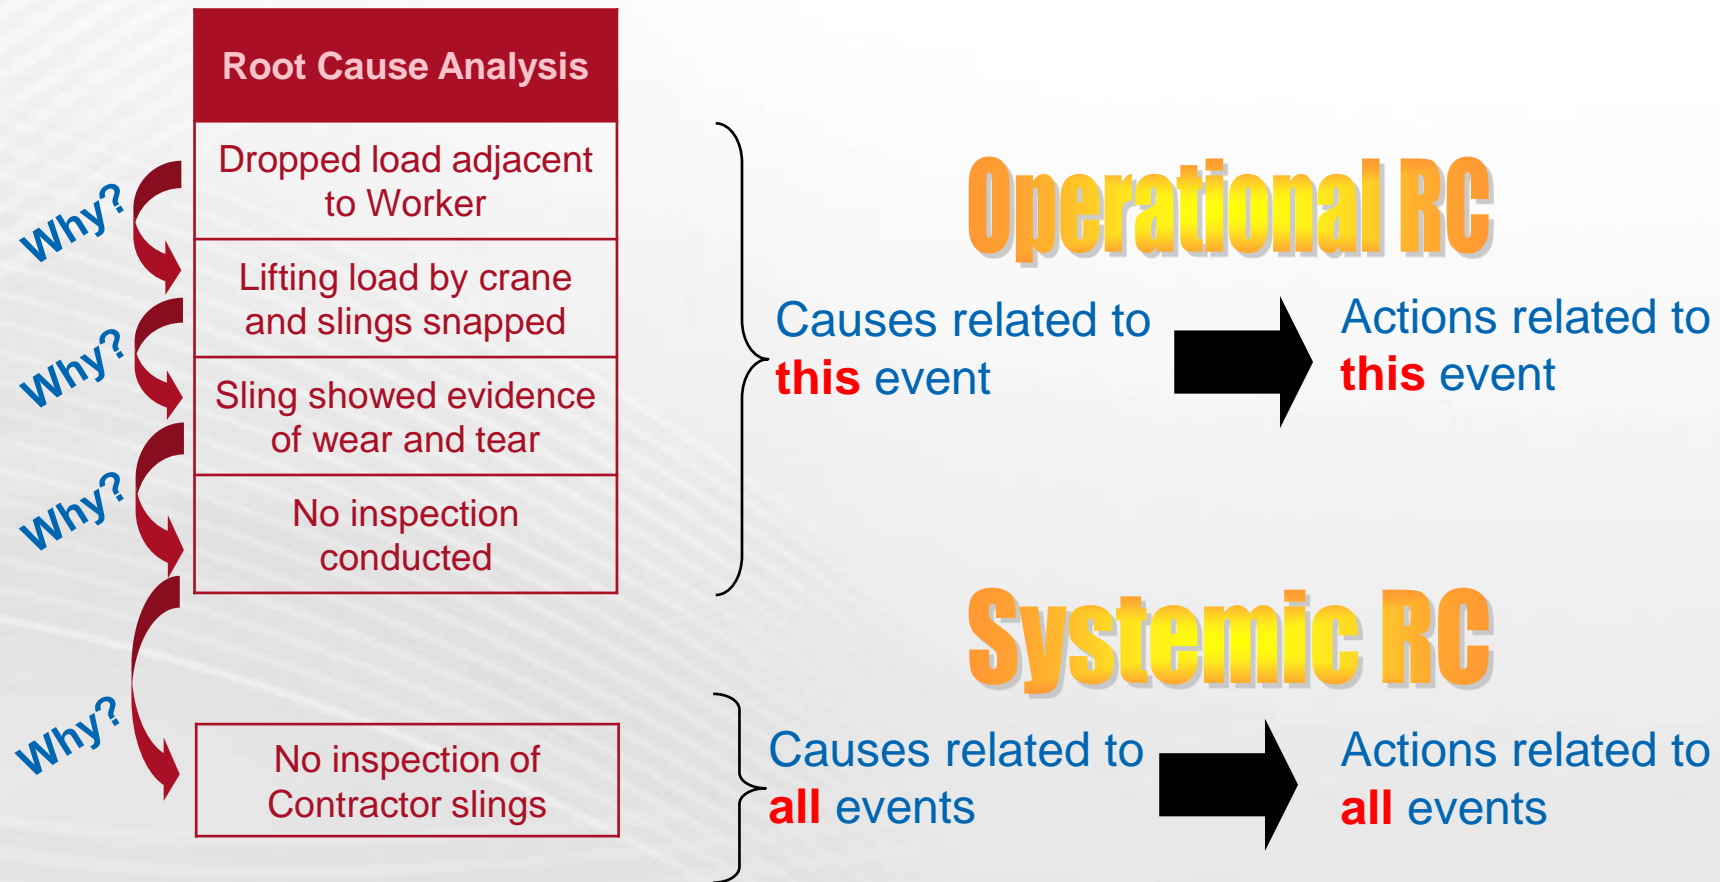 Root Cause Analysis
Why?
Dropped load adjacent
to Worker
Why?
Lifting load by crane
and slings snapped
Why?
Sling showed evidence
of wear and tear
No inspection
conducted
Why?
No inspection of
Contractor slings
Operational RC
Causes related to
this event
Actions related to
this event
Systemic RC
Causes related to
all events
Actions related to
all events